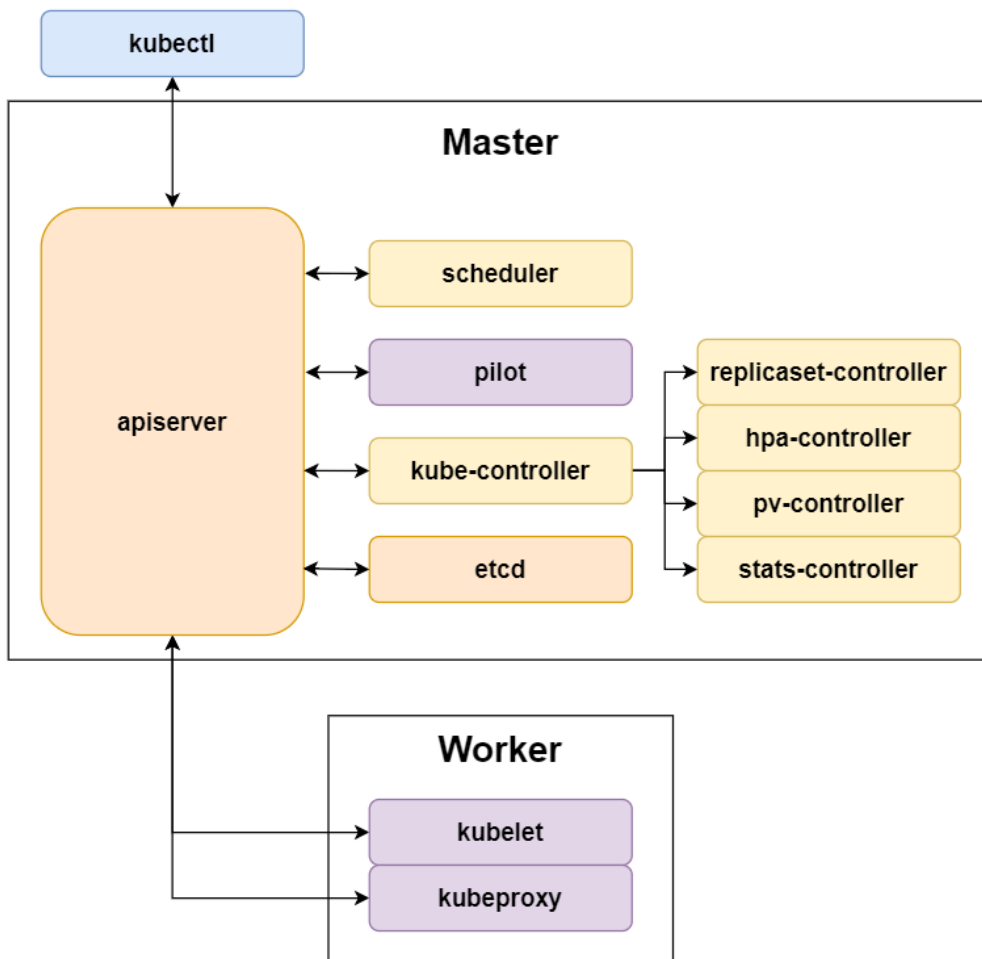 kubectl
Master
apiserver
scheduler
pilot
kube-controller
etcd
replicaset-controller
hpa-controller
pv-controller
stats-controller
Worker
kubelet
kubeproxy